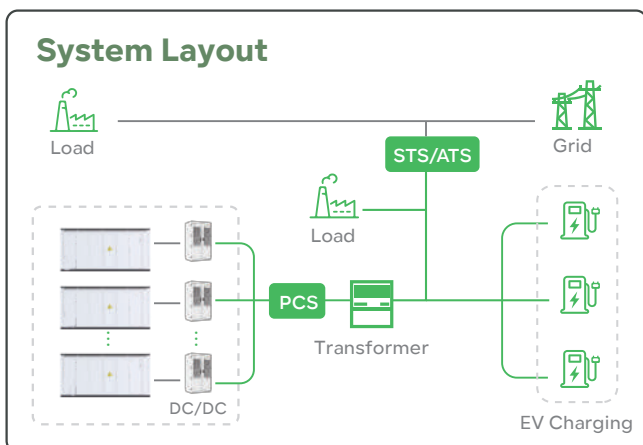 System Layout
Load
Grid
STS/ATS
Load
PCS
Transformer
DC/DC
EV Charging